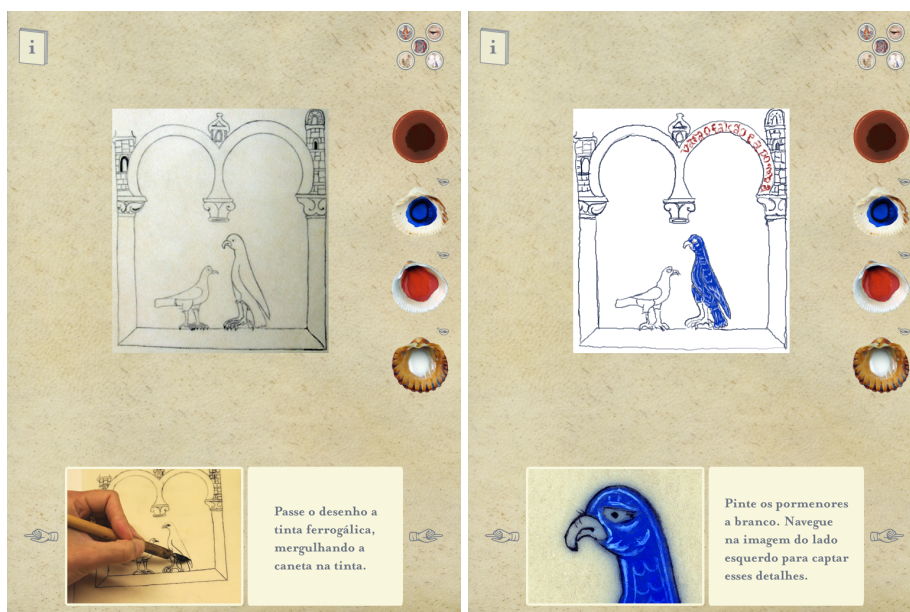 i
Passe o desenho a
tinta ferrogálica,
mergulhando a
caneta na tinta.
i
Pinte os pormenores
a branco. Navegue
na imagem do lado
esquerdo para captar
esses detalhes.